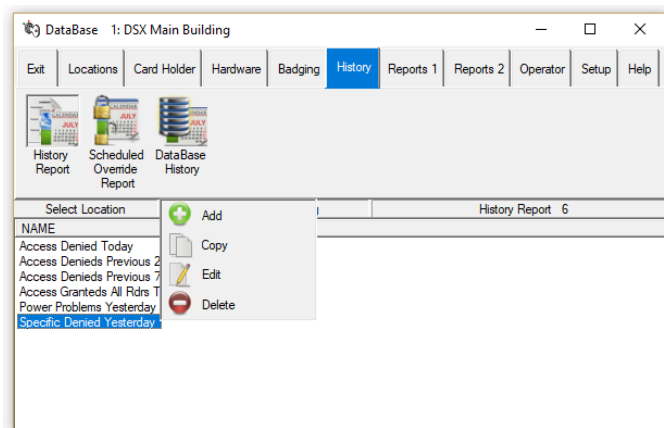 DataBase 1: DSX Main Building
Exit Locations Card Holder Hardware Badging History Reports 1 Reports 2 Operator Setup Help
History Report
Scheduled Override Report
DataBase History
Select Location History Report 6
NAME
Access Denied Today
Access Denieds Previous 2
Access Denieds Previous 7
Access Granteds All Rdrs T
Power Problems Yesterday
Specific Denied Yesterday
Add
Copy
Edit
Delete